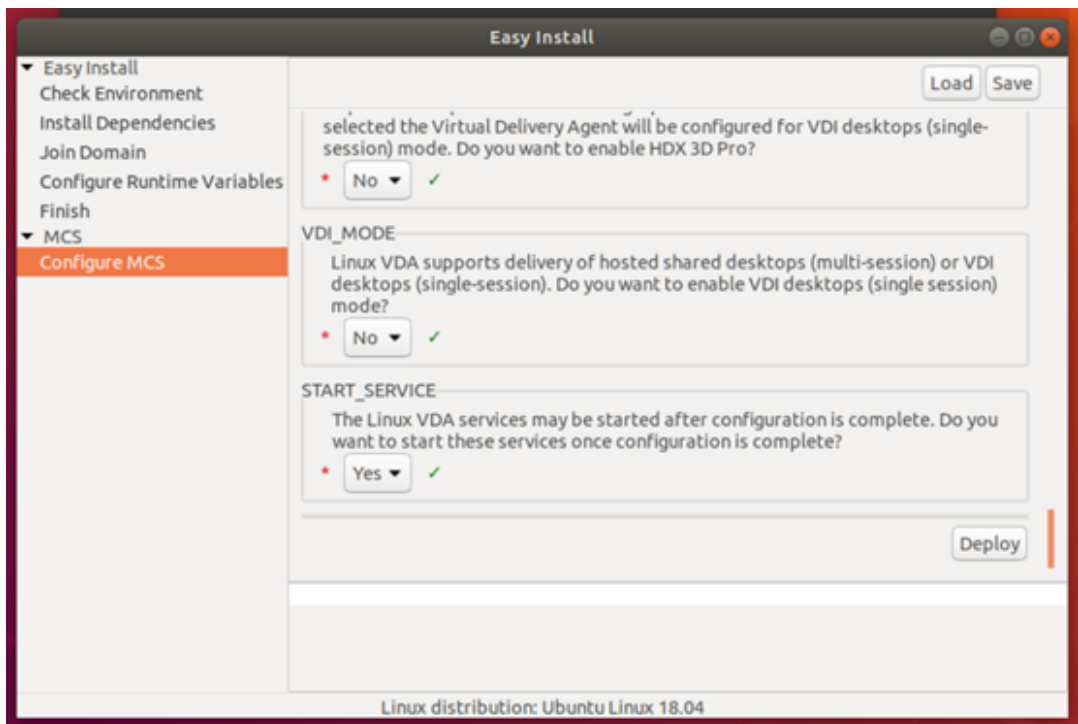 Easy Install
Easy Install
Check Environment
Install Dependencies
Join Domain
Configure Runtime Variables
Finish
MCS
Configure MCS
Load Save
selected the Virtual Delivery Agent will be configured for VDI desktops (single-
session) mode. Do you want to enable HDX 3D Pro?
* No ✓
VDI_MODE
Linux VDA supports delivery of hosted shared desktops (multi-session) or VDI
desktops (single-session). Do you want to enable VDI desktops (single session)
mode?
* No ✓
START_SERVICE
The Linux VDA services may be started after configuration is complete. Do you
want to start these services once configuration is complete?
* Yes ✓
Deploy
Linux distribution: Ubuntu Linux 18.04